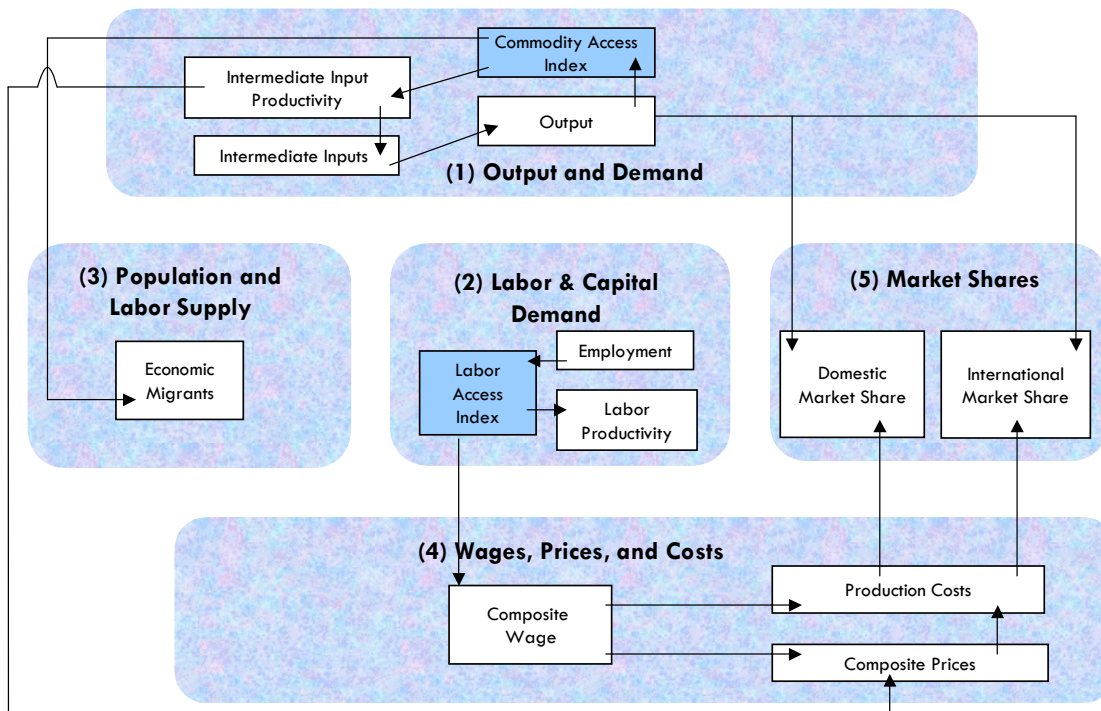 Commodity Access
Index
Intermediate Input
Productivity
Output
Intermediate Inputs
(1) Output and Demand
(3) Population and
Labor Supply
Economic
Migrants
(2) Labor & Capital
Demand
Employment
Labor
Access
Index
Labor
Productivity
(5) Market Shares
Domestic
Market Share
International
Market Share
(4) Wages, Prices, and Costs
Composite
Wage
Production Costs
Composite Prices